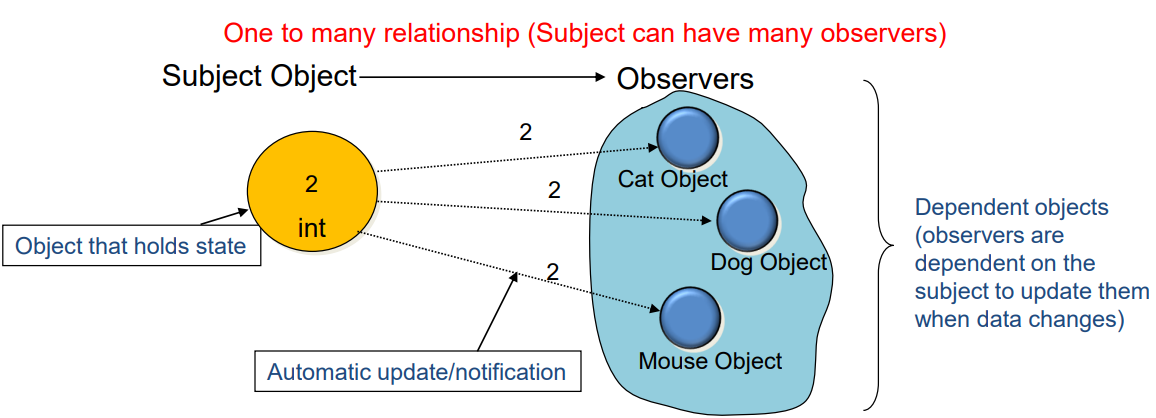 One to many relationship (Subject can have many observers)
Subject Object
Observers
2
Cat Object
2
int
2
Dog Object
Object that holds state
2
Mouse Object
Automatic update/notification
Dependent objects
(observers are
dependent on the
subject to update them
when data changes)